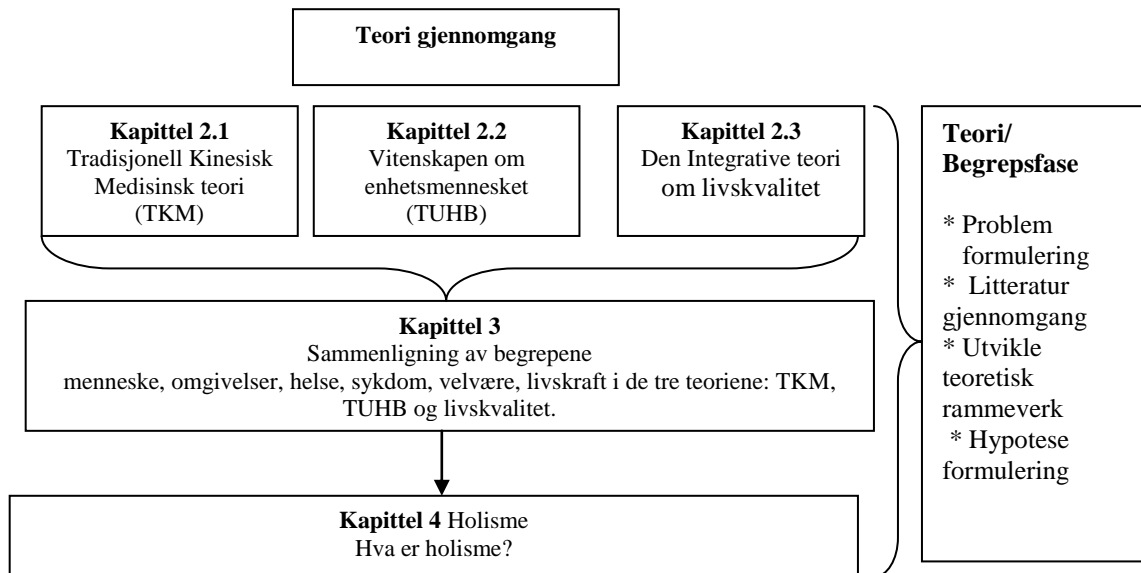 Teori gjennomgang
Kapittel 2.1
Tradisjonell Kinesisk
Medisinsk teori
(TKM)
Kapittel 2.2
Vitenskapen om
enhetsmennesket
(TUHB)
Kapittel 2.3
Den Integrative teori
om livskvalitet
Kapittel 3
Sammenligning av begrepene
menneske, omgivelser, helse, sykdom, velvære, livskraft i de tre teoriene: TKM,
TUHB og livskvalitet.
Kapittel 4 Holisme
Hva er holisme?
Teori/
Begrepsfase
* Problem
formulering
* Litteratur
gjennomgang
* Utvikle
teoretisk
rammeverk
* Hypotese
formulering